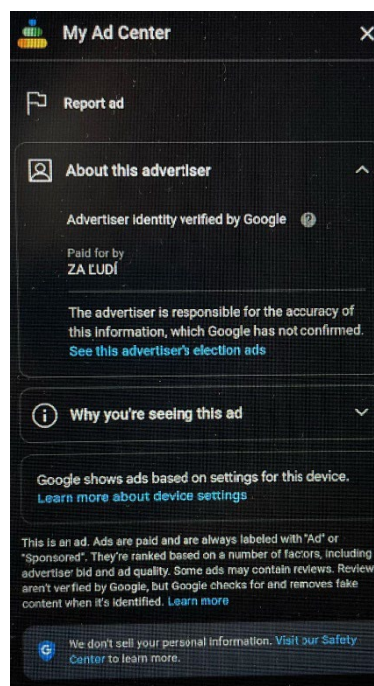 My Ad Center
Report ad
About this advertiser
Advertiser identity verified by Google
Paid for by
ZA ĽUDÍ
The advertiser is responsible for the accuracy of
this information, which Google has not confirmed.
See this advertiser's election ads
Why you're seeing this ad
Google shows ads based on settings for this device.
Learn more about device settings
This is an ad. Ads are paid and are always labeled with "Ad" or
"Sponsored". They're ranked based on a number of factors, including
advertiser bid and ad quality. Some ads may contain reviews. Review
aren't verfied by Google, but Google checks for and removes fake
content when it's identified. Learn more
We don't sell your personal information. Visit our Safety
Center to learn more.